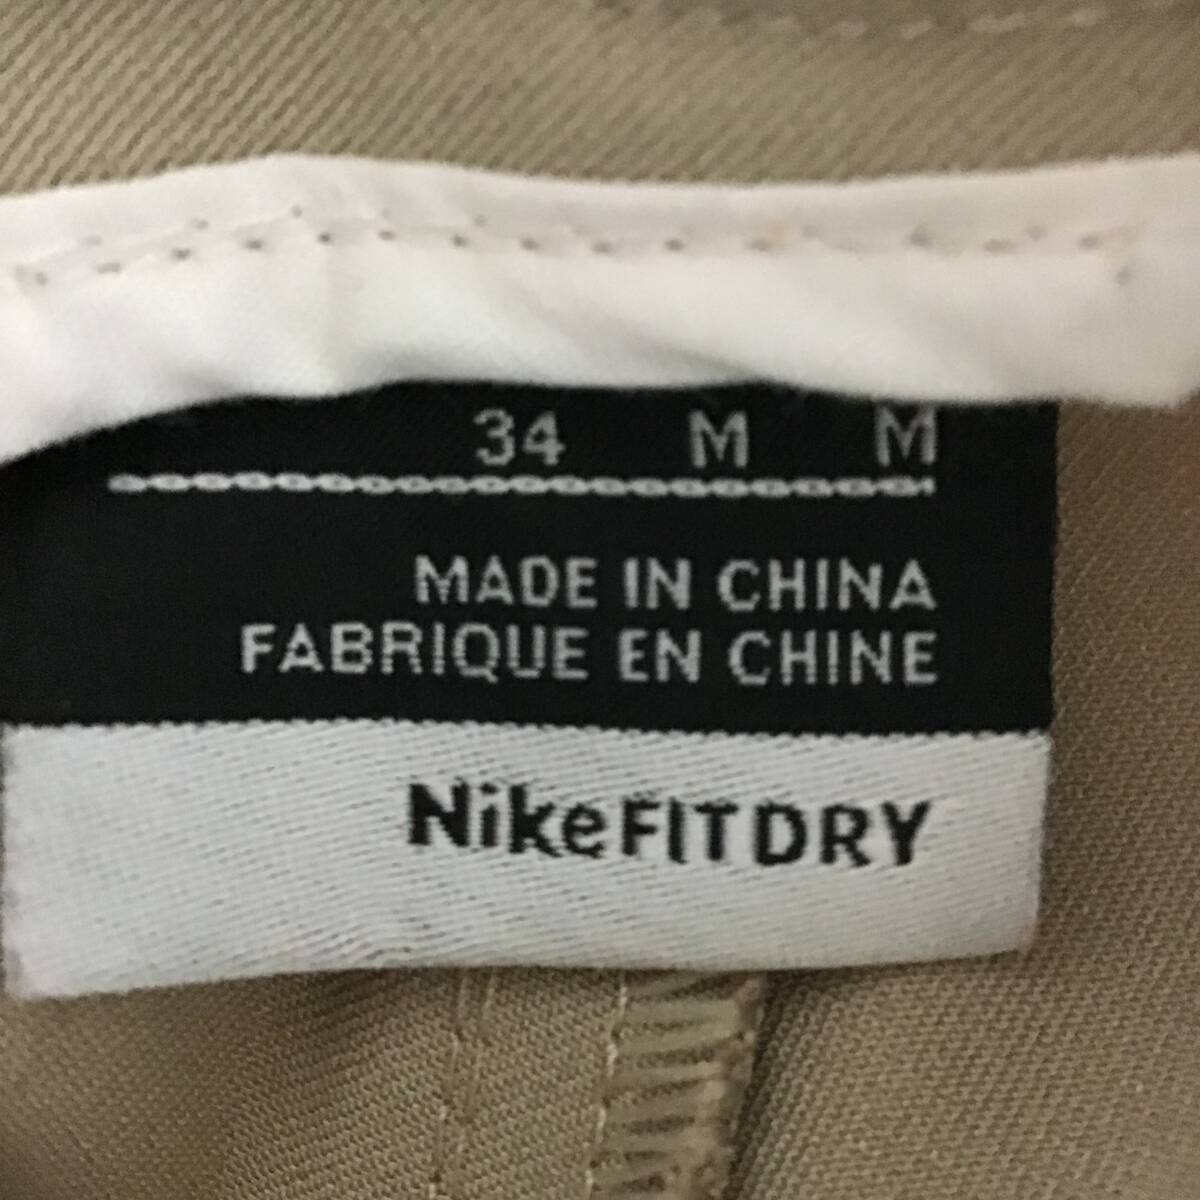 34 M M
MADE IN CHINA
FABRIQUE EN CHINE
NikeFITDRY